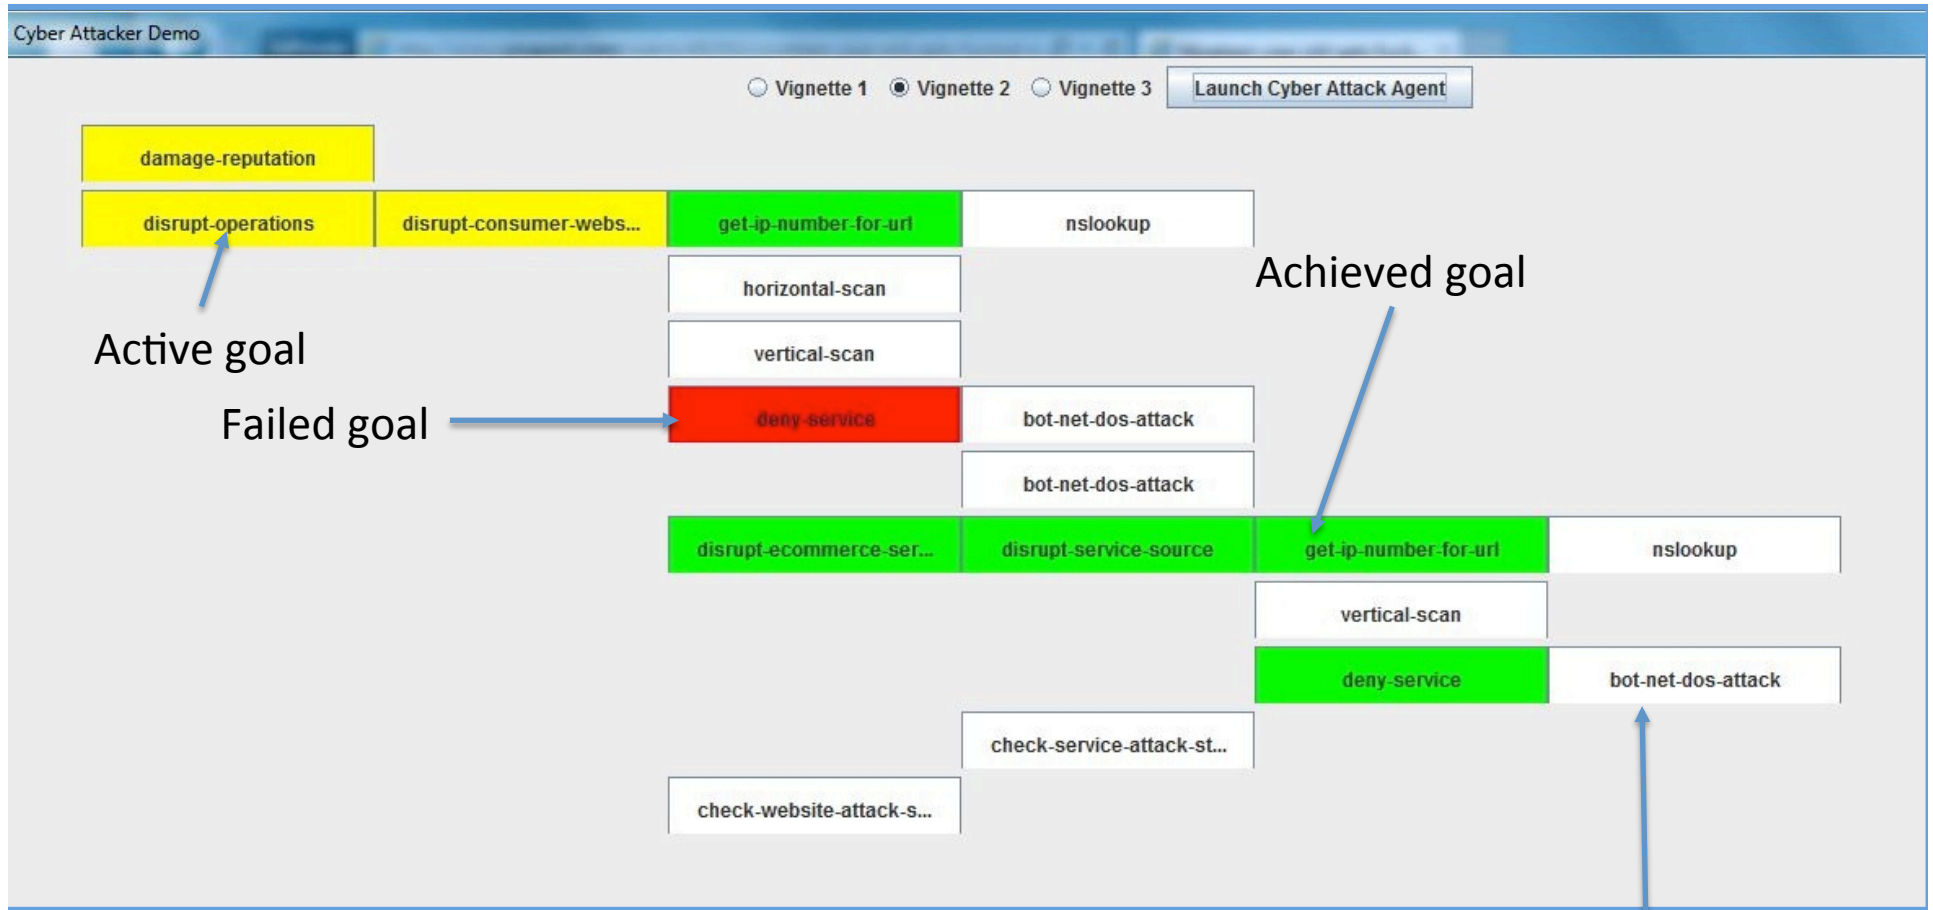 Cyber Attacker Demo
Vignette 1 Vignette 2 Vignette 3 Launch Cyber Attack Agent
damage-reputation
disrupt-operations disrupt-consumer-webs... get-ip-number-for-url nslookup
horizontal-scan
Achieved goal
Active goal
vertical-scan
Failed goal
deny-service bot-net-dos-attack
bot-net-dos-attack
disrupt-ecommerce-ser... disrupt-service-source get-ip-number-for-url nslookup
vertical-scan
deny-service bot-net-dos-attack
check-service-attack-st...
check-website-attack-s...